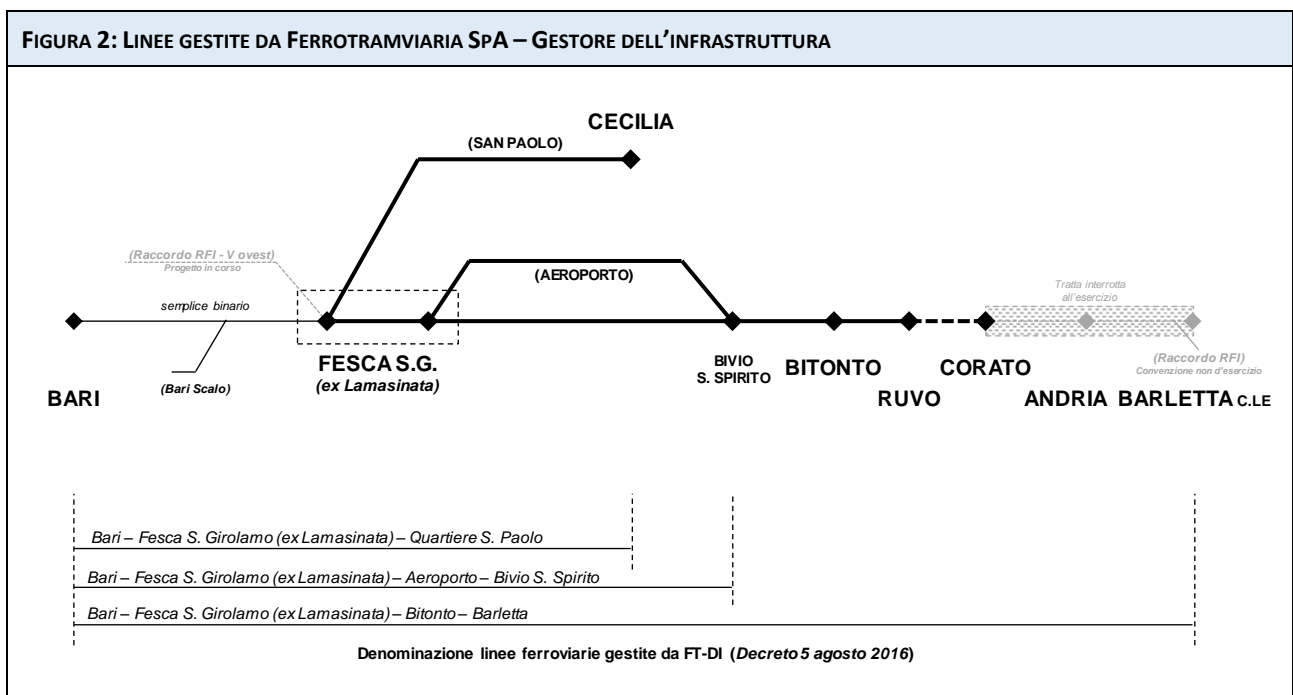 FIGURA 2: LINEE GESTITE DA FERROTRAMVIARIA SPA – GESTORE DELL'INFRASTRUTTURA
CECILIA
(SAN PAOLO)
(Raccordo RFI - V ovest)
Progetto in corso
(AEROPORTO)
semplice binario
Tratta interrotta
all'esercizio
(Bari Scalo)
FESCA S.G.
(ex Lamasinata)
BIVIO
S. SPIRITO
BITONTO
CORATO
(Raccordo RFI)
Convenzione non d'esercizio
BARI
RUVO
ANDRIA
BARLETTA C.LE
Bari – Fesca S. Girolamo (ex Lamasinata) – Quartiere S. Paolo
Bari – Fesca S. Girolamo (ex Lamasinata) – Aeroporto – Bivio S. Spirito
Bari – Fesca S. Girolamo (ex Lamasinata) – Bitonto – Barletta
Denominazione linee ferroviarie gestite da FT-DI (Decreto 5 agosto 2016)